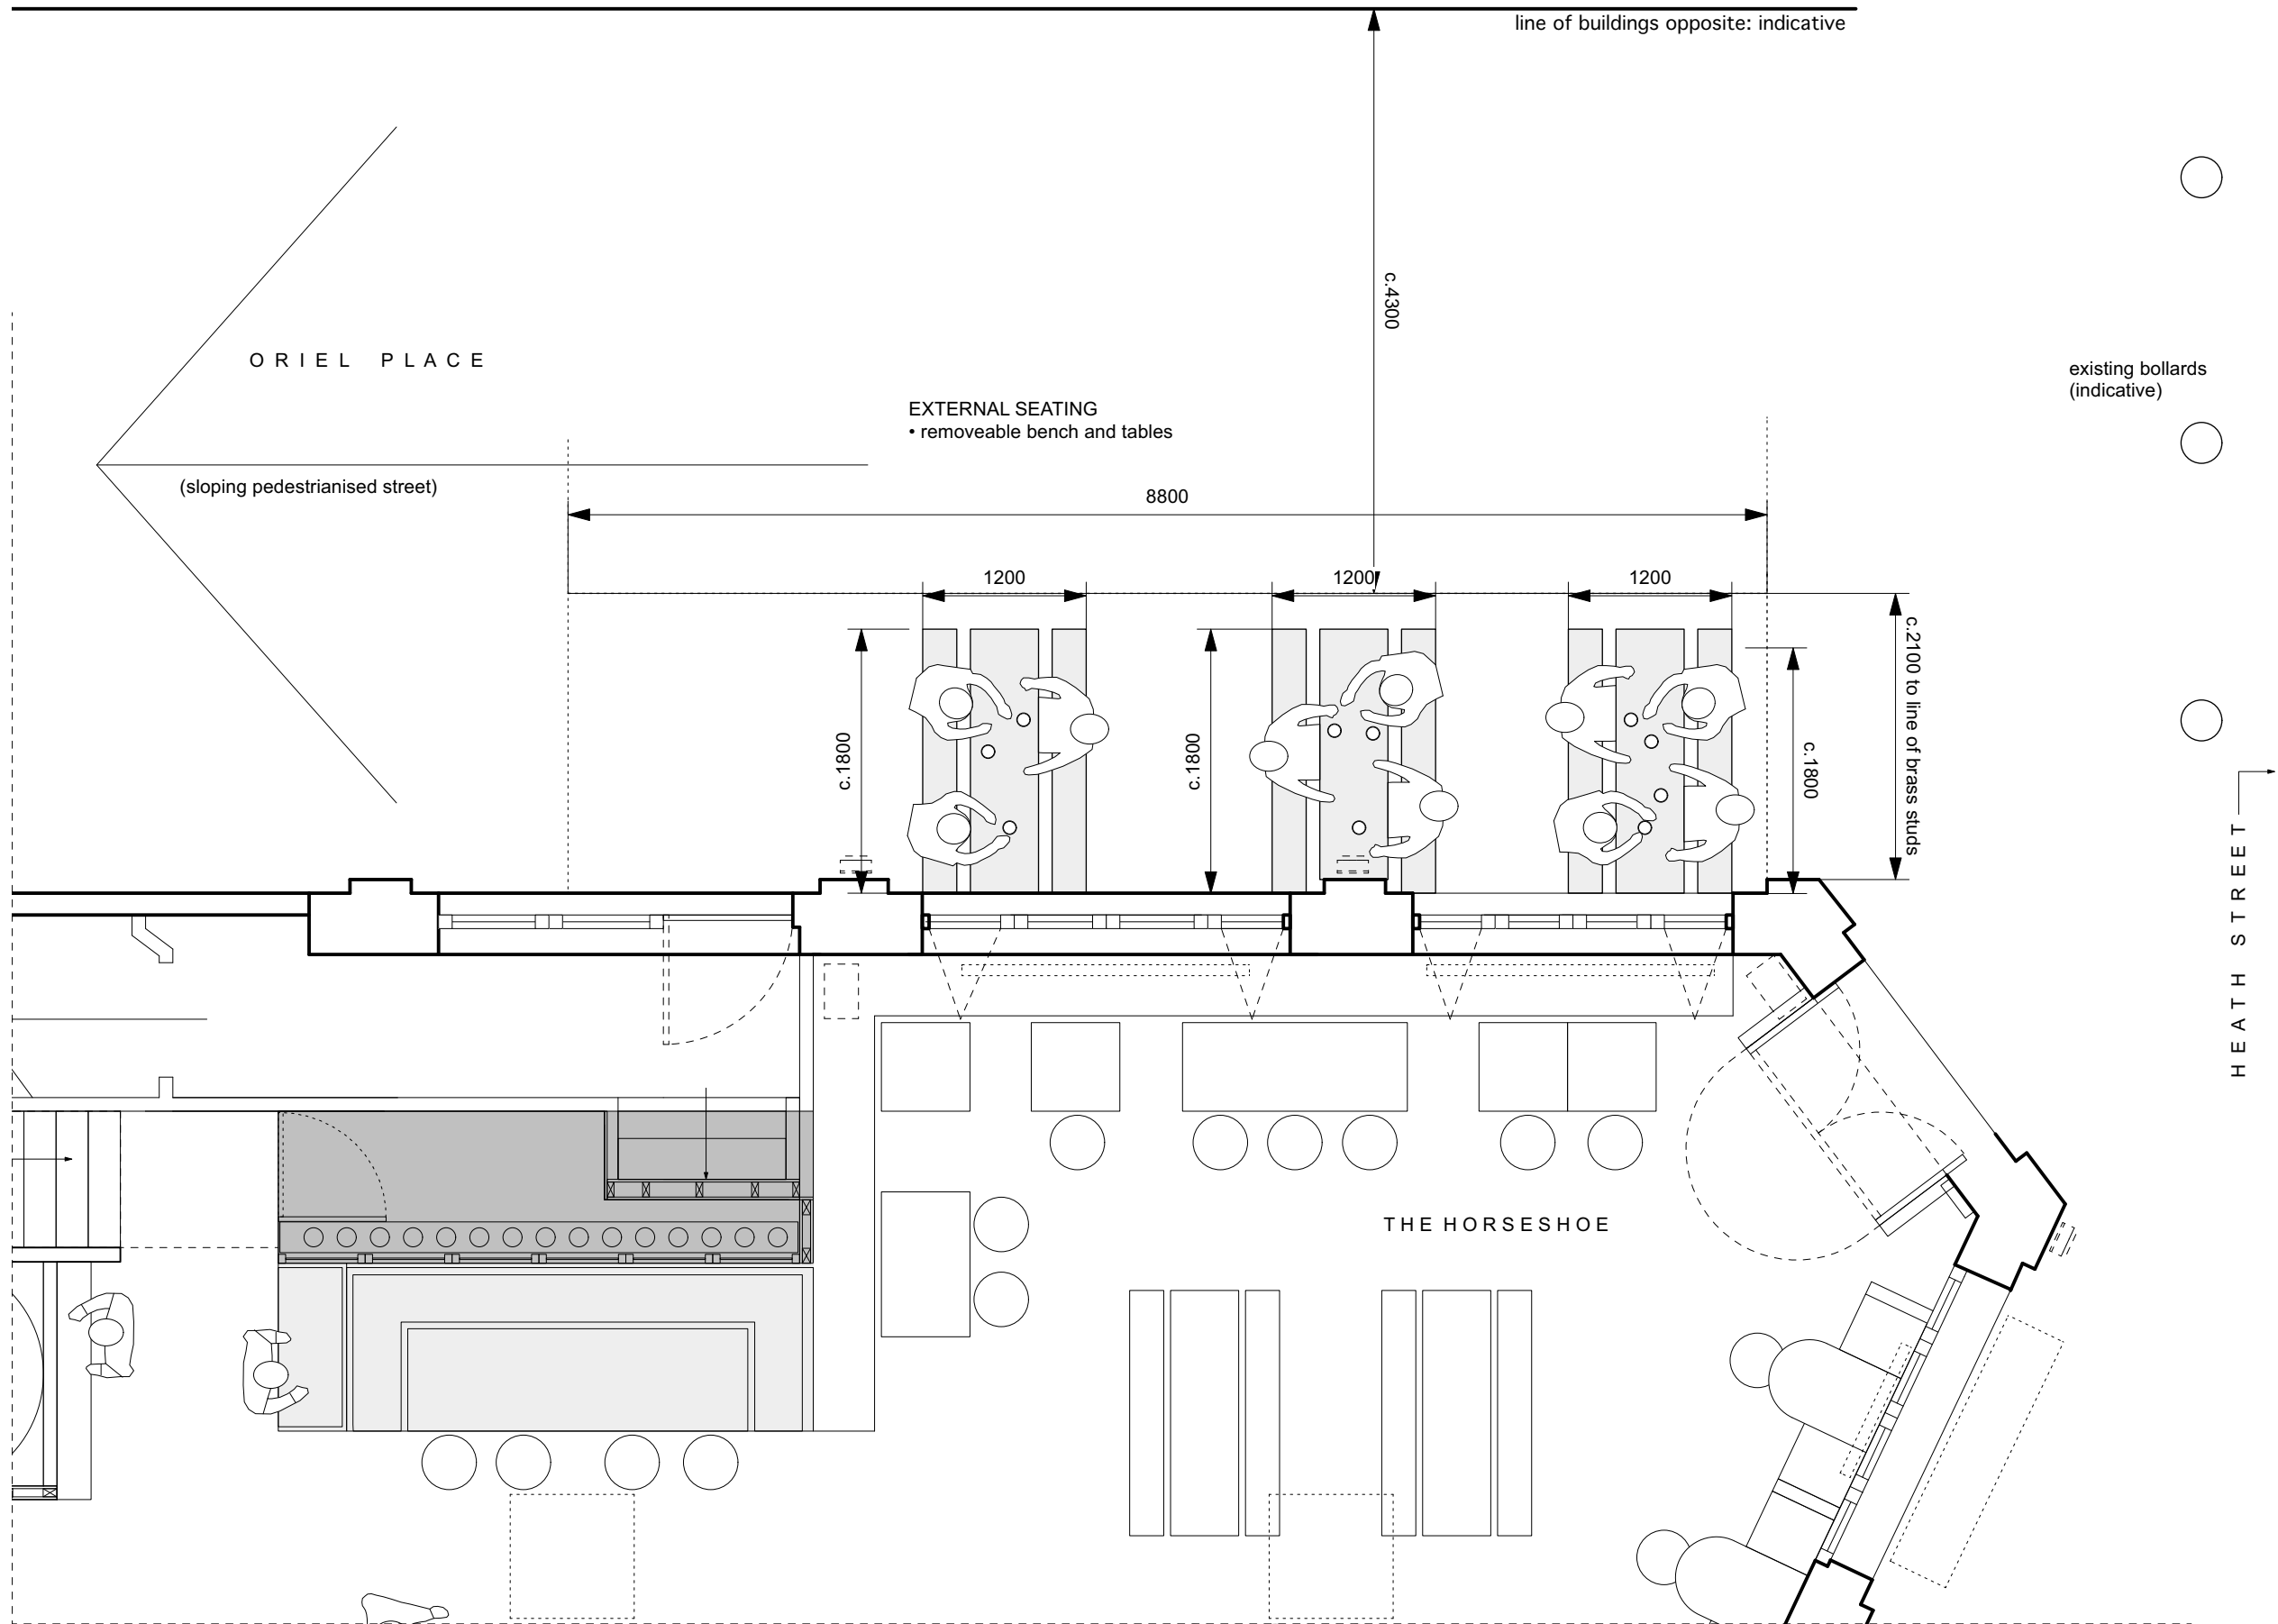 line of buildings opposite: indicative
c.4300
ORIEL PLACE
existing bollards
(indicative)
EXTERNAL SEATING
• removeable bench and tables
(sloping pedestrianised street)
8800
1200
1200
1200
c.1800
c.1800
c.1800
c.2100 to line of brass studs
HEATH STREET
THE HORSESHOE